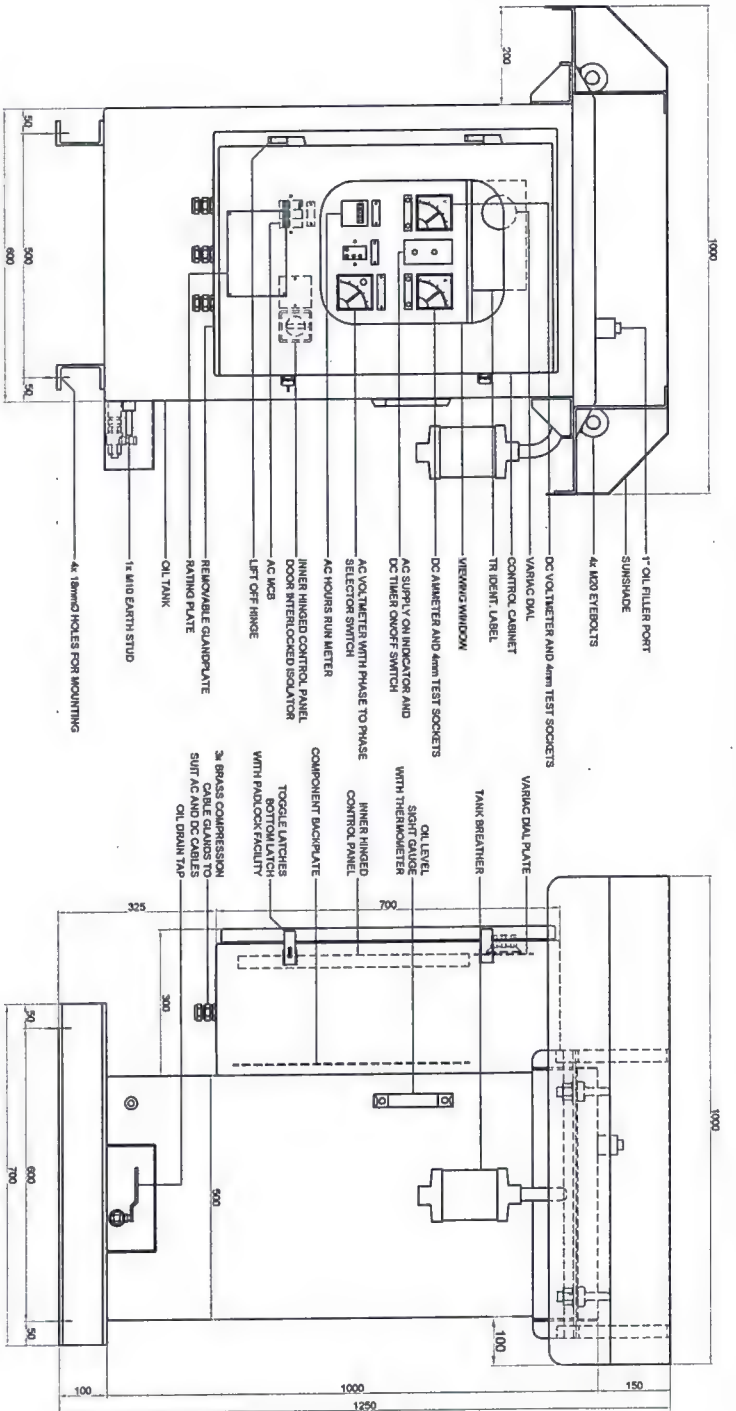 1000
200
50
500
50
600
1" OIL FILLER PORT
SUNSHADE
4x M20 EYEBOLTS
DC VOLTMETER AND 4mm TEST SOCKETS
VARIAC DIAL
CONTROL CABINET
TR IDENT. LABEL
DC AMMETER AND 4mm TEST SOCKETS
VIEWING WINDOW
AC SUPPLY ON INDICATOR AND
DC TIMER ON/OFF SWITCH
AC VOLTMETER WITH PHASE TO PHASE
SELECTOR SWITCH
AC HOURS RUN METER
INNER HINGED CONTROL PANEL
DOOR INTERLOCKED ISOLATOR
AC MCB
LIFT OFF HINGE
REMOVABLE GLANDPLATE
RATING PLATE
OIL TANK
1x M10 EARTH STUD
4x 18mmØ HOLES FOR MOUNTING
VARIAC DIAL PLATE
TANK BREATHER
OIL LEVEL
SIGHT GAUGE
WITH THERMOMETER
INNER HINGED
CONTROL PANEL
COMPONENT BACKPLATE
TOGGLE LATCHES
BOTTOM LATCH
WITH PADLOCK FACILITY
3x BRASS COMPRESSION
CABLE GLANDS TO
SUIT AC AND DC CABLES
OIL DRAIN TAP
325
700
300
1000
500
100
50
600
50
700
100
1000
150
1250